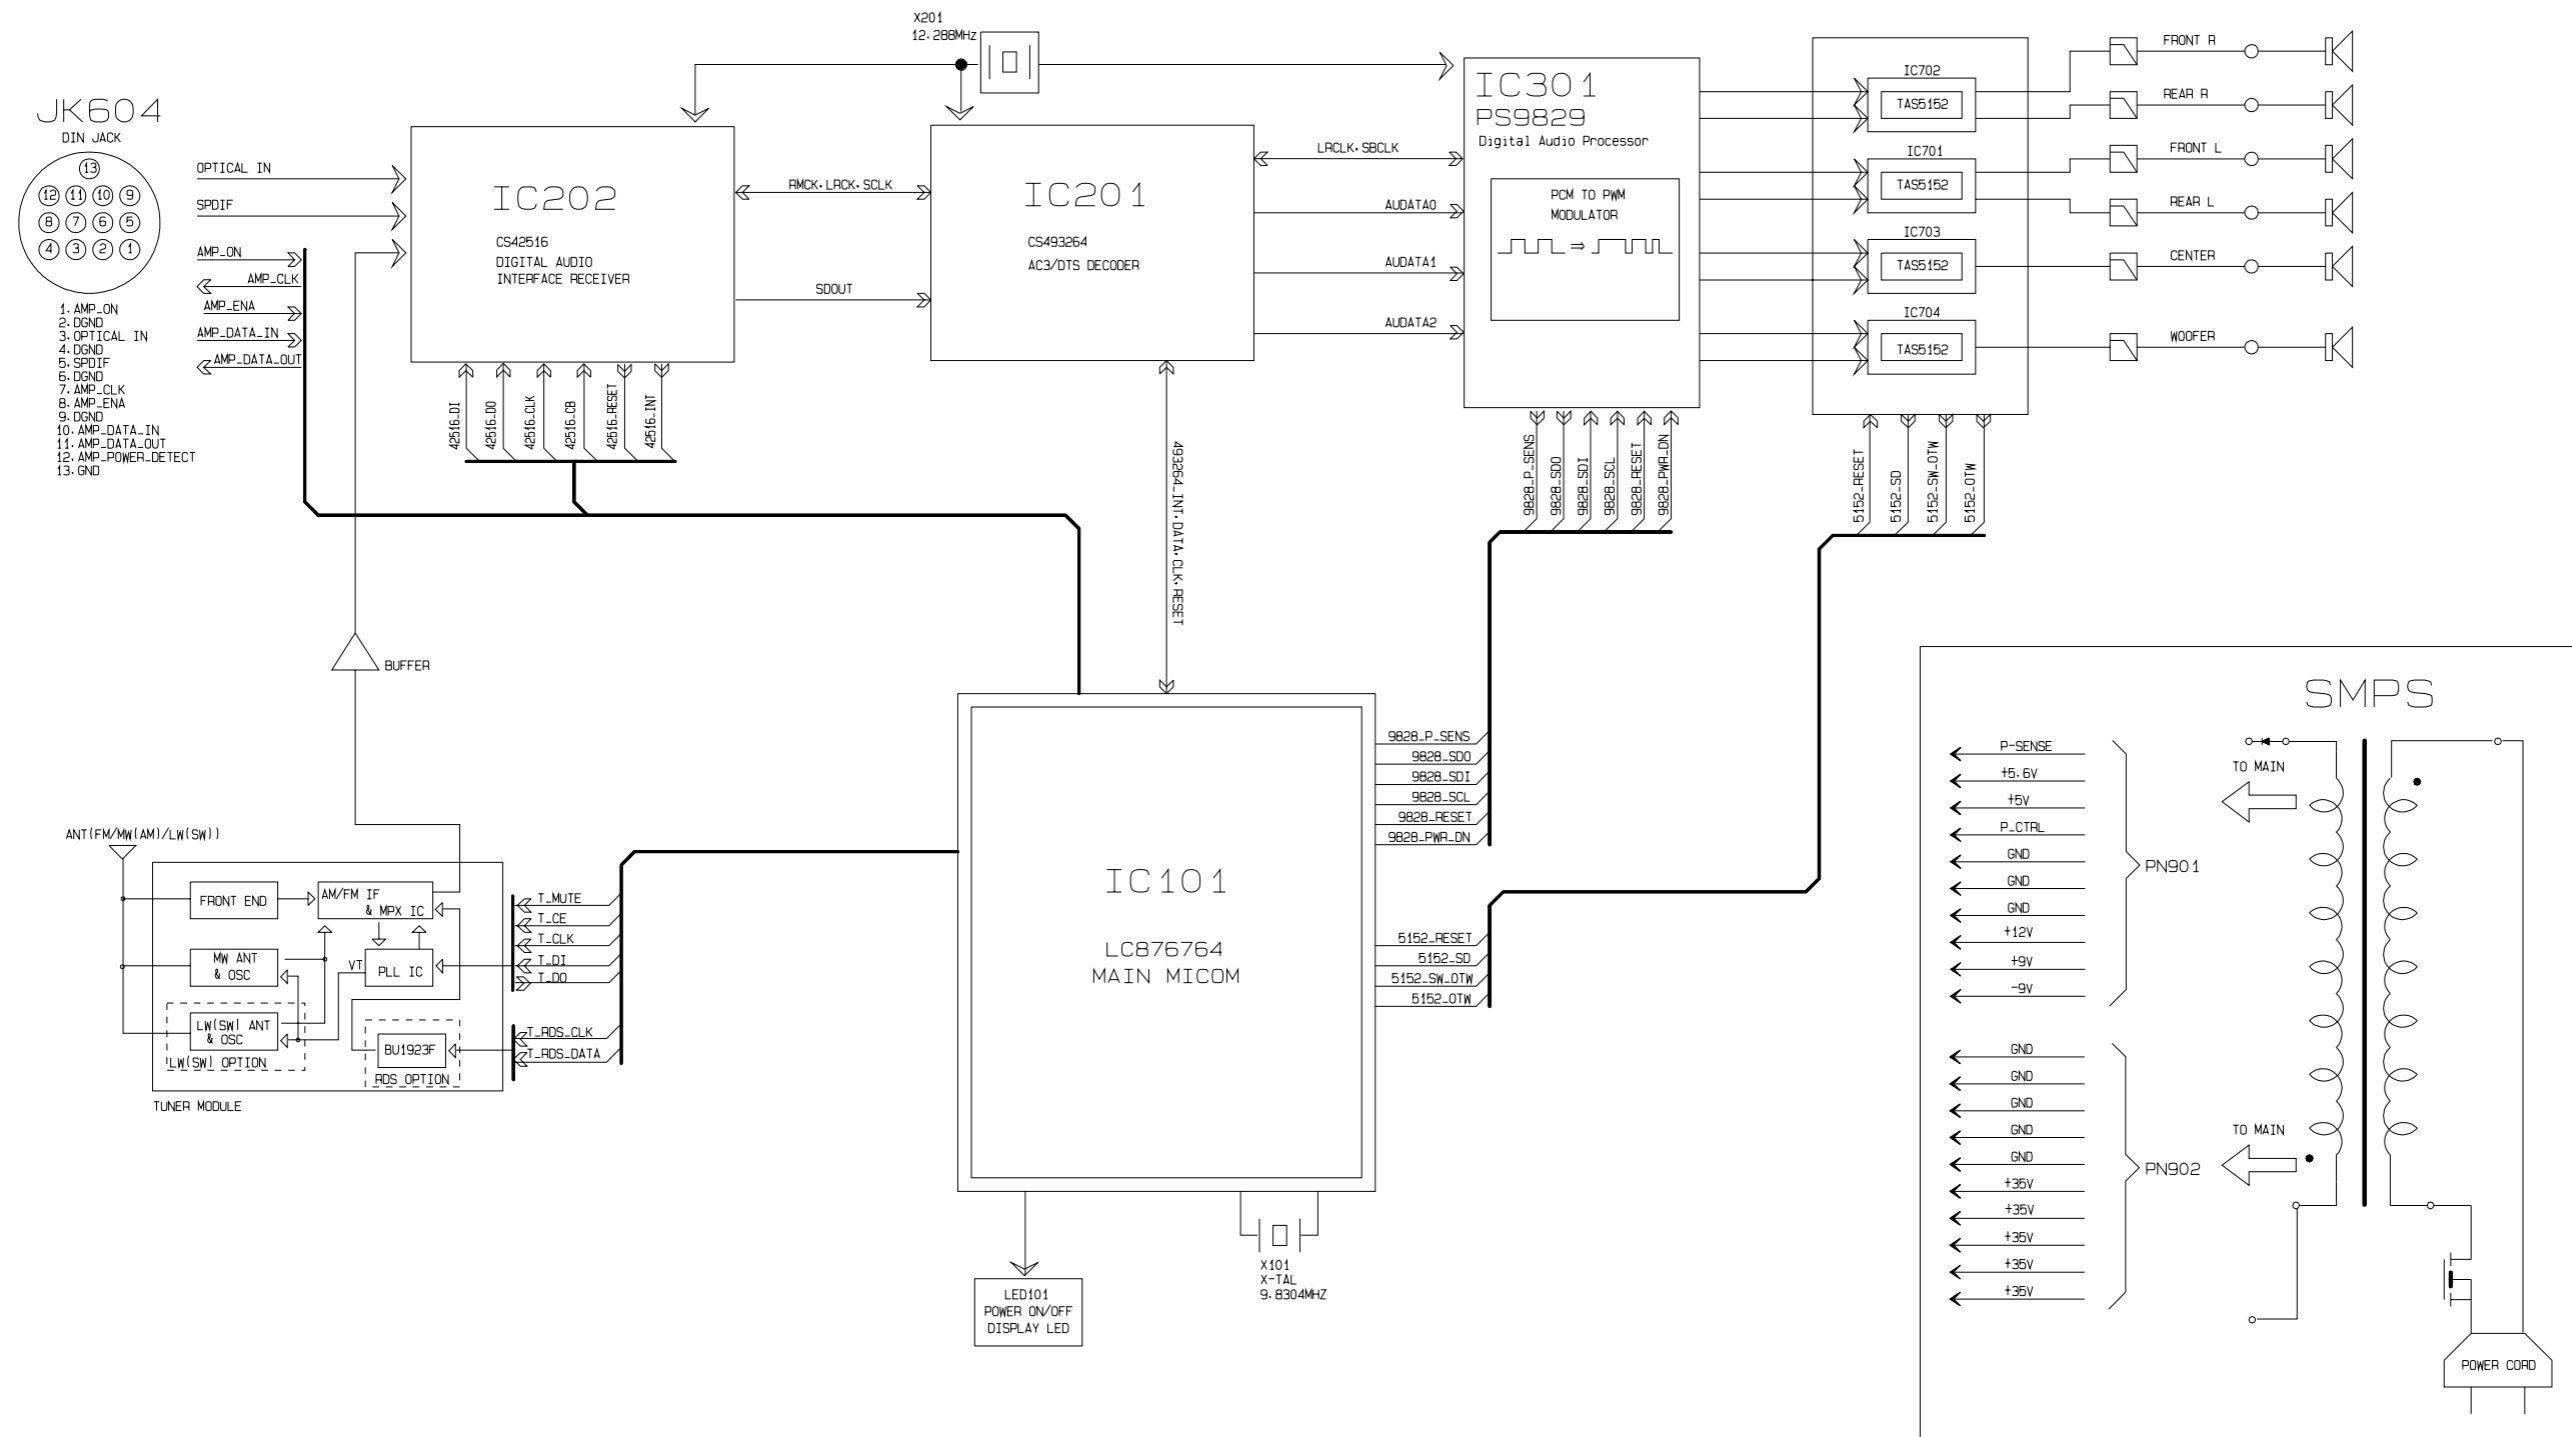 X201
12.288MHz
JK604
DIN JACK
13
12 11 10 9
8 7 6 5
4 3 2 1
1. AMP_ON
2. DGND
3. OPTICAL IN
4. DGND
5. SPDIF
6. DGND
7. AMP_CLK
8. AMP_ENA
9. DGND
10. AMP_DATA_IN
11. AMP_DATA_OUT
12. AMP_POWER_DETECT
13. GND
OPTICAL IN
SPDIF
AMP_ON
AMP_CLK
AMP_ENA
AMP_DATA_IN
AMP_DATA_OUT
IC202
CS42516
DIGITAL AUDIO
INTERFACE RECEIVER
42516_DI
42516_DO
42516_CLK
42516_CB
42516_RESET
42516_INT
RMCK.LRCK.SCLK
SDOUT
IC201
CS493264
AC3/DTS DECODER
493264_INT.DATA.CLK.RESET
LRCLK.SBCLK
AUDATA0
AUDATA1
AUDATA2
IC301
PS9829
Digital Audio Processor
PCM TO PWM
MODULATOR
9828_P_SENS
9828_SDO
9828_SDI
9828_SCL
9828_RESET
9828_PWR_DN
IC702
TAS5152
IC701
TAS5152
IC703
TAS5152
IC704
TAS5152
5152_RESET
5152_SD
5152_SW_OTW
5152_OTW
FRONT R
REAR R
FRONT L
REAR L
CENTER
WOOFER
BUFFER
ANT(FM/MW(AM)/LW(SW))
FRONT END
AM/FM IF
& MPX IC
MW ANT
& OSC
VT
PLL IC
LW(SW) ANT
& OSC
LW(SW) OPTION
BU1923F
RDS OPTION
TUNER MODULE
T_MUTE
T_CE
T_CLK
T_DI
T_DO
T_RDS_CLK
T_RDS_DATA
IC101
LC876764
MAIN MICOM
9828_P_SENS
9828_SDO
9828_SDI
9828_SCL
9828_RESET
9828_PWR_DN
5152_RESET
5152_SD
5152_SW_OTW
5152_OTW
LED101
POWER ON/OFF
DISPLAY LED
X101
X-TAL
9.8304MHZ
SMPS
P-SENSE
+5.6V
+5V
P_CTRL
GND
GND
GND
+12V
+9V
-9V
PN901
TO MAIN
GND
GND
GND
GND
GND
+35V
+35V
+35V
+35V
+35V
PN902
TO MAIN
POWER CORD